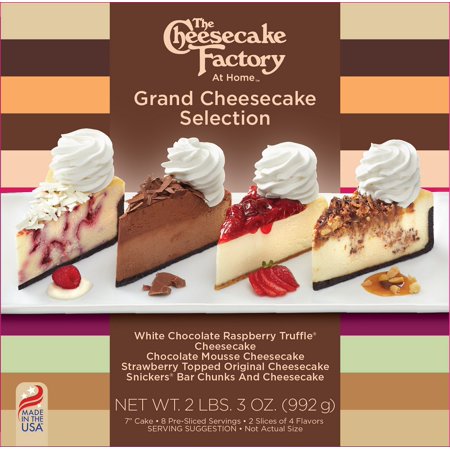 The
Cheesecake
Factory
At Home™
Grand Cheesecake
Selection
White Chocolate Raspberry Truffle®
Cheesecake
Chocolate Mousse Cheesecake
Strawberry Topped Original Cheesecake
Snickers® Bar Chunks And Cheesecake
NET WT. 2 LBS. 3 OZ. (992 g)
7" Cake • 8 Pre-Sliced Servings • 2 Slices of 4 Flavors
SERVING SUGGESTION • Not Actual Size
MADE
IN THE
USA